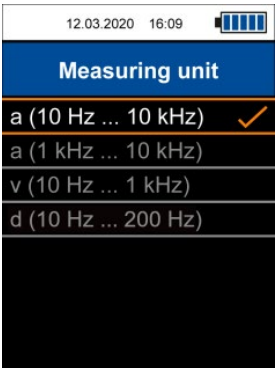 12.03.2020 16:09
Measuring unit
a (10 Hz ... 10 kHz)
a (1 kHz ... 10 kHz)
v (10 Hz ... 1 kHz)
d (10 Hz ... 200 Hz)